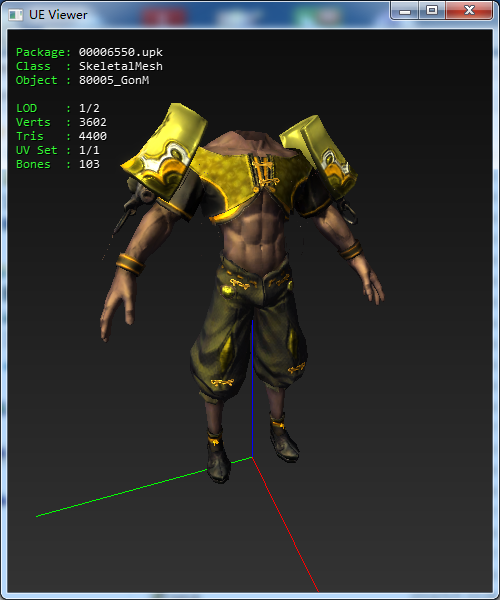 UE Viewer
Package: 00006550.upk
Class : SkeletalMesh
Object : 80005_GonM
LOD : 1/2
Verts : 3602
Tris : 4400
UV Set : 1/1
Bones : 103